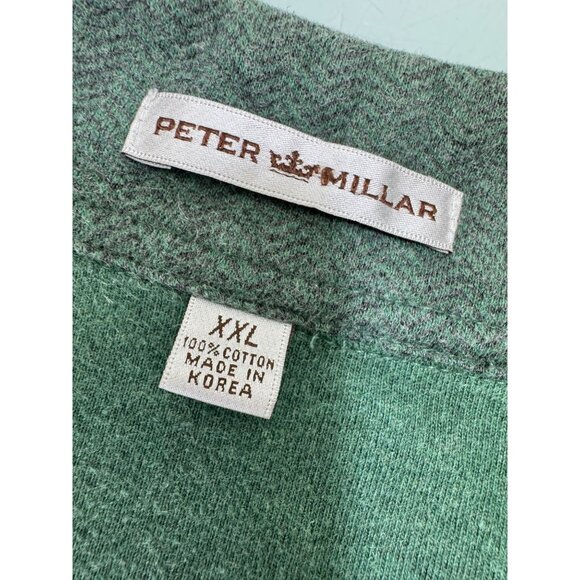 PETER MILLAR
XXL
100% COTTON
MADE IN
KOREA